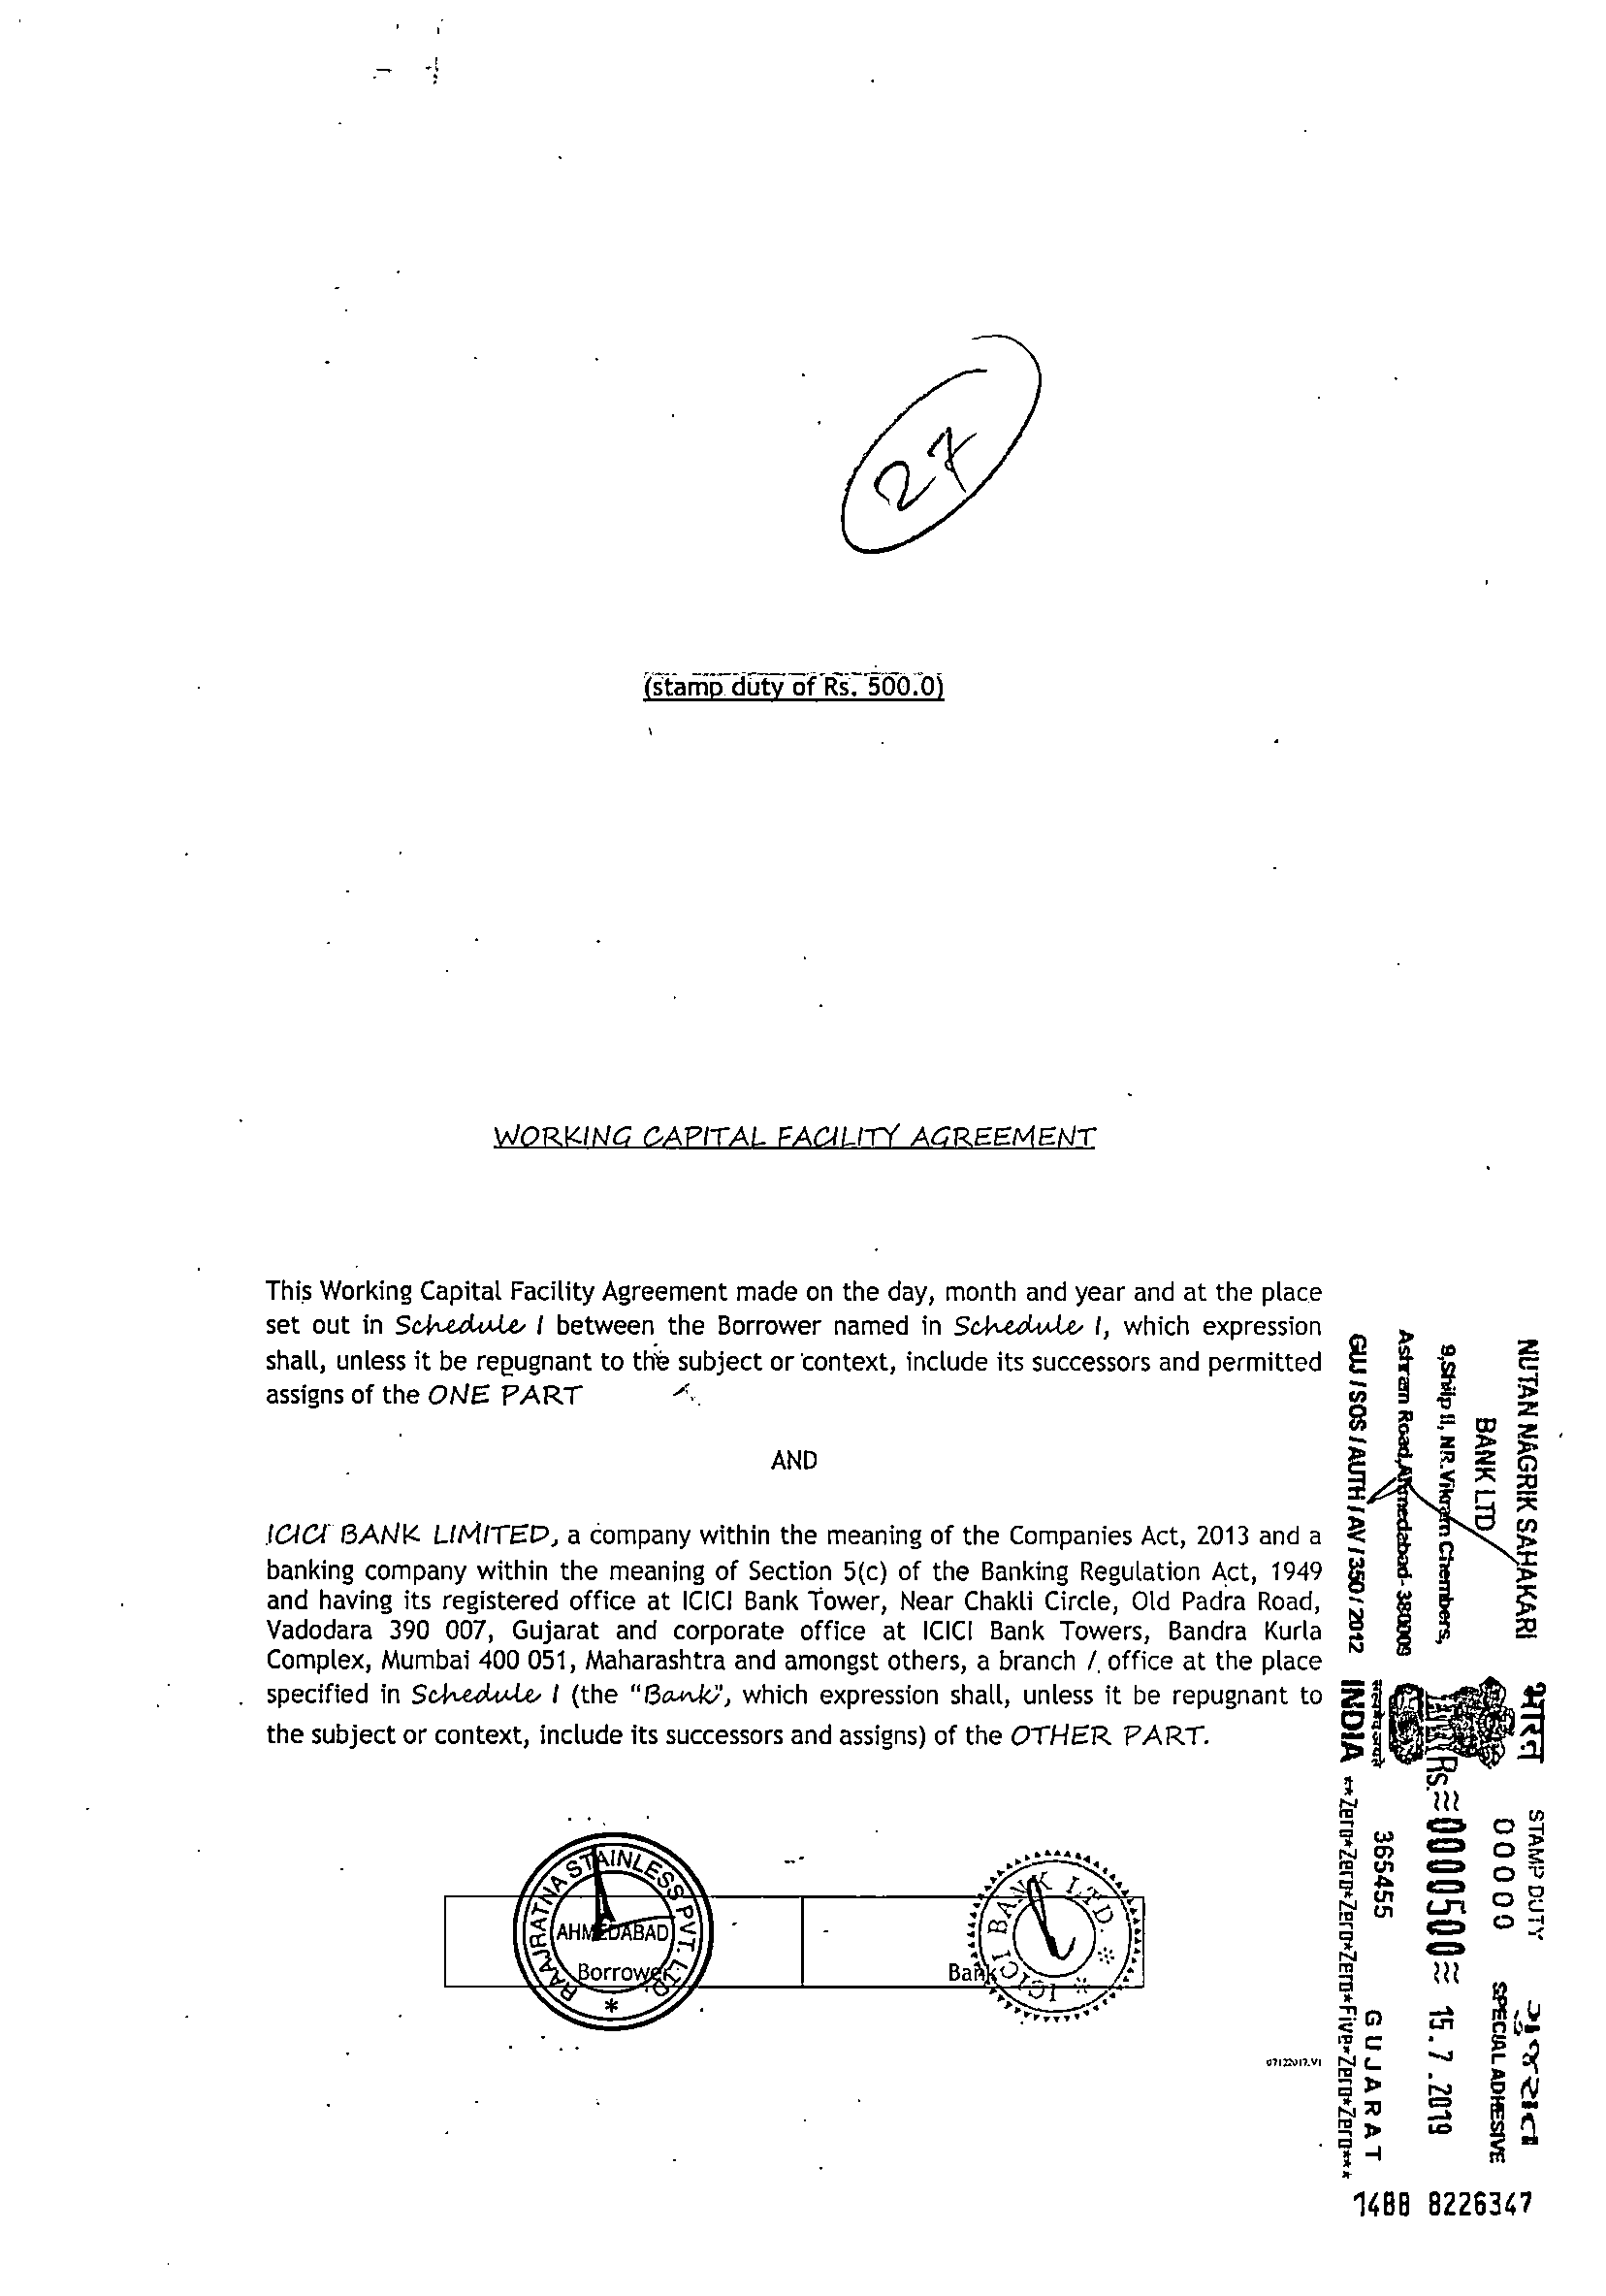 27
(stamp duty of Rs. 500.0)
WORKING CAPITAL FACILITY AGREEMENT
This Working Capital Facility Agreement made on the day, month and year and at the place
set out in Schedule I between the Borrower named in Schedule I, which expression
shall, unless it be repugnant to the subject or context, include its successors and permitted
assigns of the ONE PART
AND
ICICI BANK LIMITED, a company within the meaning of the Companies Act, 2013 and a
banking company within the meaning of Section 5(c) of the Banking Regulation Act, 1949
and having its registered office at ICICI Bank Tower, Near Chakli Circle, Old Padra Road,
Vadodara 390 007, Gujarat and corporate office at ICICI Bank Towers, Bandra Kurla
Complex, Mumbai 400 051, Maharashtra and amongst others, a branch / office at the place
specified in Schedule I (the "Bank", which expression shall, unless it be repugnant to
the subject or context, include its successors and assigns) of the OTHER PART.
BAAJRATNA STAINLESS PVT. LTD.
AHMEDABAD
*
Borrower
ICICI BANK LTD.
Bank
07122017.V1
NUTAN NAGRIK SAHAKARI
BANK LTD
9,Shilp II, NR.Vikram Chembers,
Ashram Road,Ahmedabad-380009
GUJ / SOS / AUTH / AV / 350 / 2012
भारत
सत्यमेव जयते
INDIA
STAMP DUTY
00000
Rs.≈0000500≈ 15.7.2019
365455
**Zero*Zero*Zero*Zero*Five*Zero*Zero***
ગુજરાત
SPECIAL ADHESIVE
GUJARAT
1488 8226347